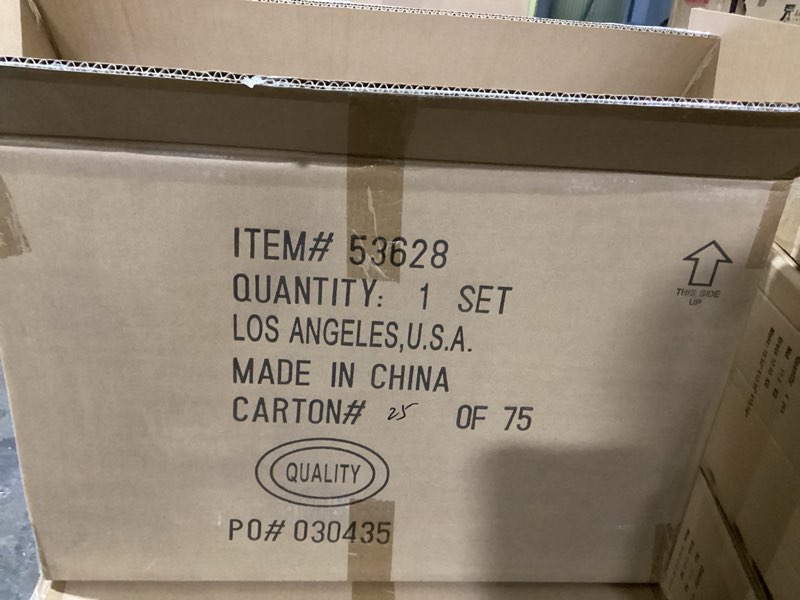 ITEM# 53628
QUANTITY: 1 SET
LOS ANGELES,U.S.A.
MADE IN CHINA
CARTON# 25 OF 75
QUALITY
PO# 030435
THIS SIDE
UP